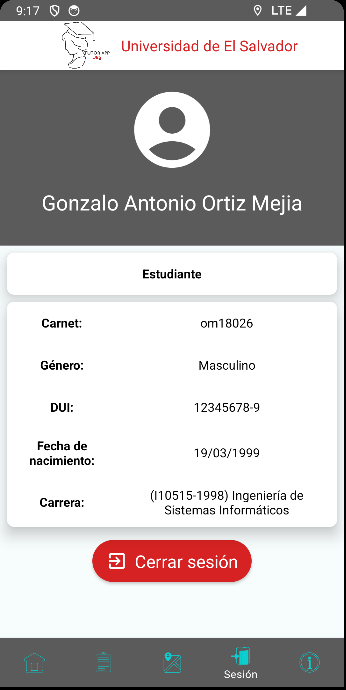 9:17
LTE
Universidad de El Salvador
Gonzalo Antonio Ortiz Mejia
Estudiante
Carnet: om18026
Género: Masculino
DUI: 12345678-9
Fecha de
nacimiento: 19/03/1999
Carrera: (I10515-1998) Ingeniería de
Sistemas Informáticos
Cerrar sesión
Sesión